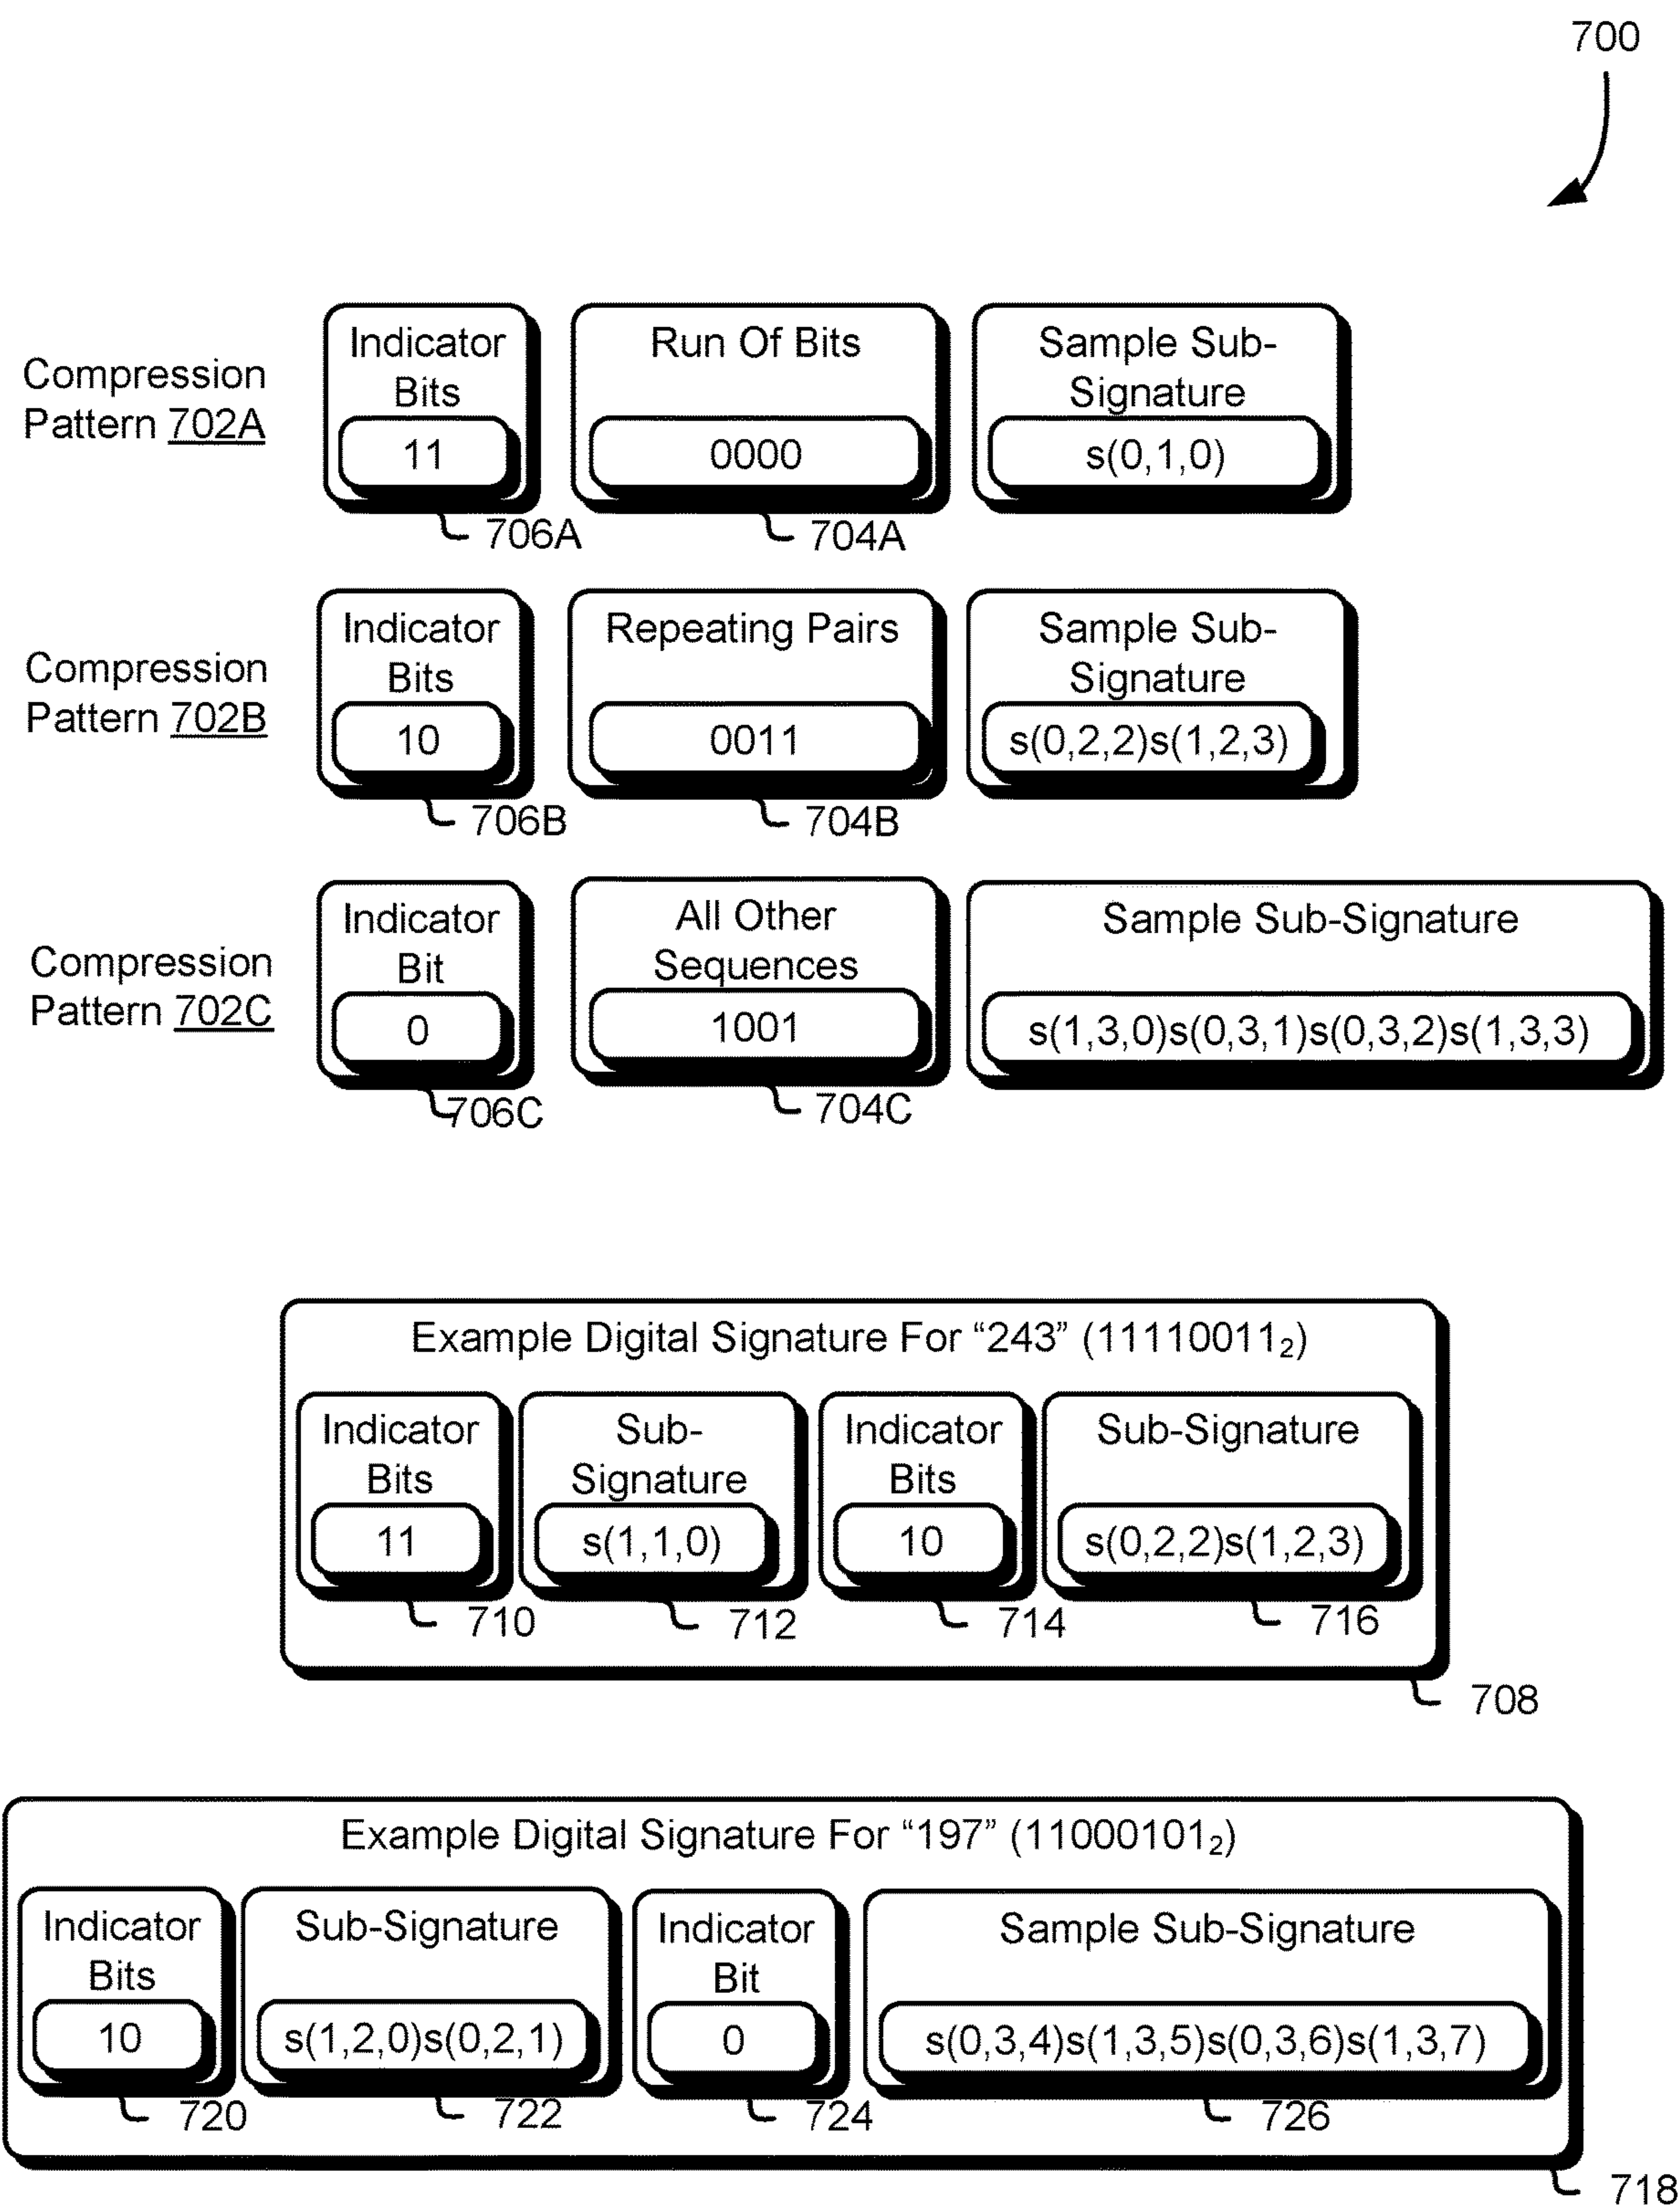 700
Compression
Pattern 702A
Indicator
Bits
11
706A
Run Of Bits
0000
704A
Sample Sub-
Signature
s(0,1,0)
Compression
Pattern 702B
Indicator
Bits
10
706B
Repeating Pairs
0011
704B
Sample Sub-
Signature
s(0,2,2)s(1,2,3)
Compression
Pattern 702C
Indicator
Bit
0
706C
All Other
Sequences
1001
704C
Sample Sub-Signature
s(1,3,0)s(0,3,1)s(0,3,2)s(1,3,3)
Example Digital Signature For “243” (11110011₂)
Indicator
Bits
11
710
Sub-
Signature
s(1,1,0)
712
Indicator
Bits
10
714
Sub-Signature
s(0,2,2)s(1,2,3)
716
708
Example Digital Signature For “197” (11000101₂)
Indicator
Bits
10
720
Sub-Signature
s(1,2,0)s(0,2,1)
722
Indicator
Bit
0
724
Sample Sub-Signature
s(0,3,4)s(1,3,5)s(0,3,6)s(1,3,7)
726
718